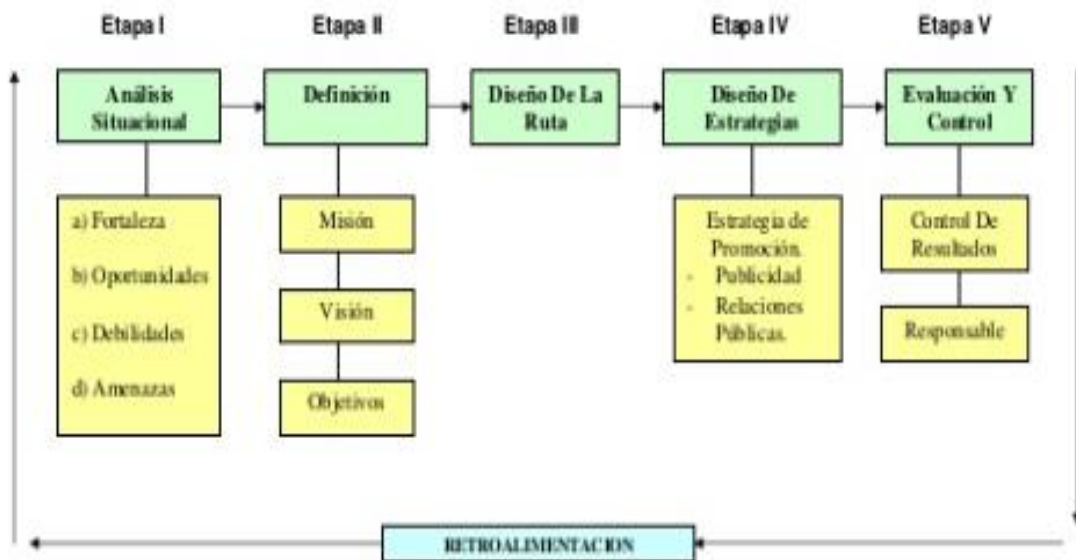 Etapa I
Etapa II
Etapa III
Etapa IV
Etapa V
Análisis
Situacional
Definición
Diseño De La
Ruta
Diseño De
Estrategias
Evaluación Y
Control
a) Fortaleza
b) Oportunidades
c) Debilidades
d) Amenazas
Misión
Visión
Objetivos
Estrategia de
Promoción.
- Publicidad
- Relaciones
Públicas.
Control De
Resultados
Responsable
RETROALIMENTACION